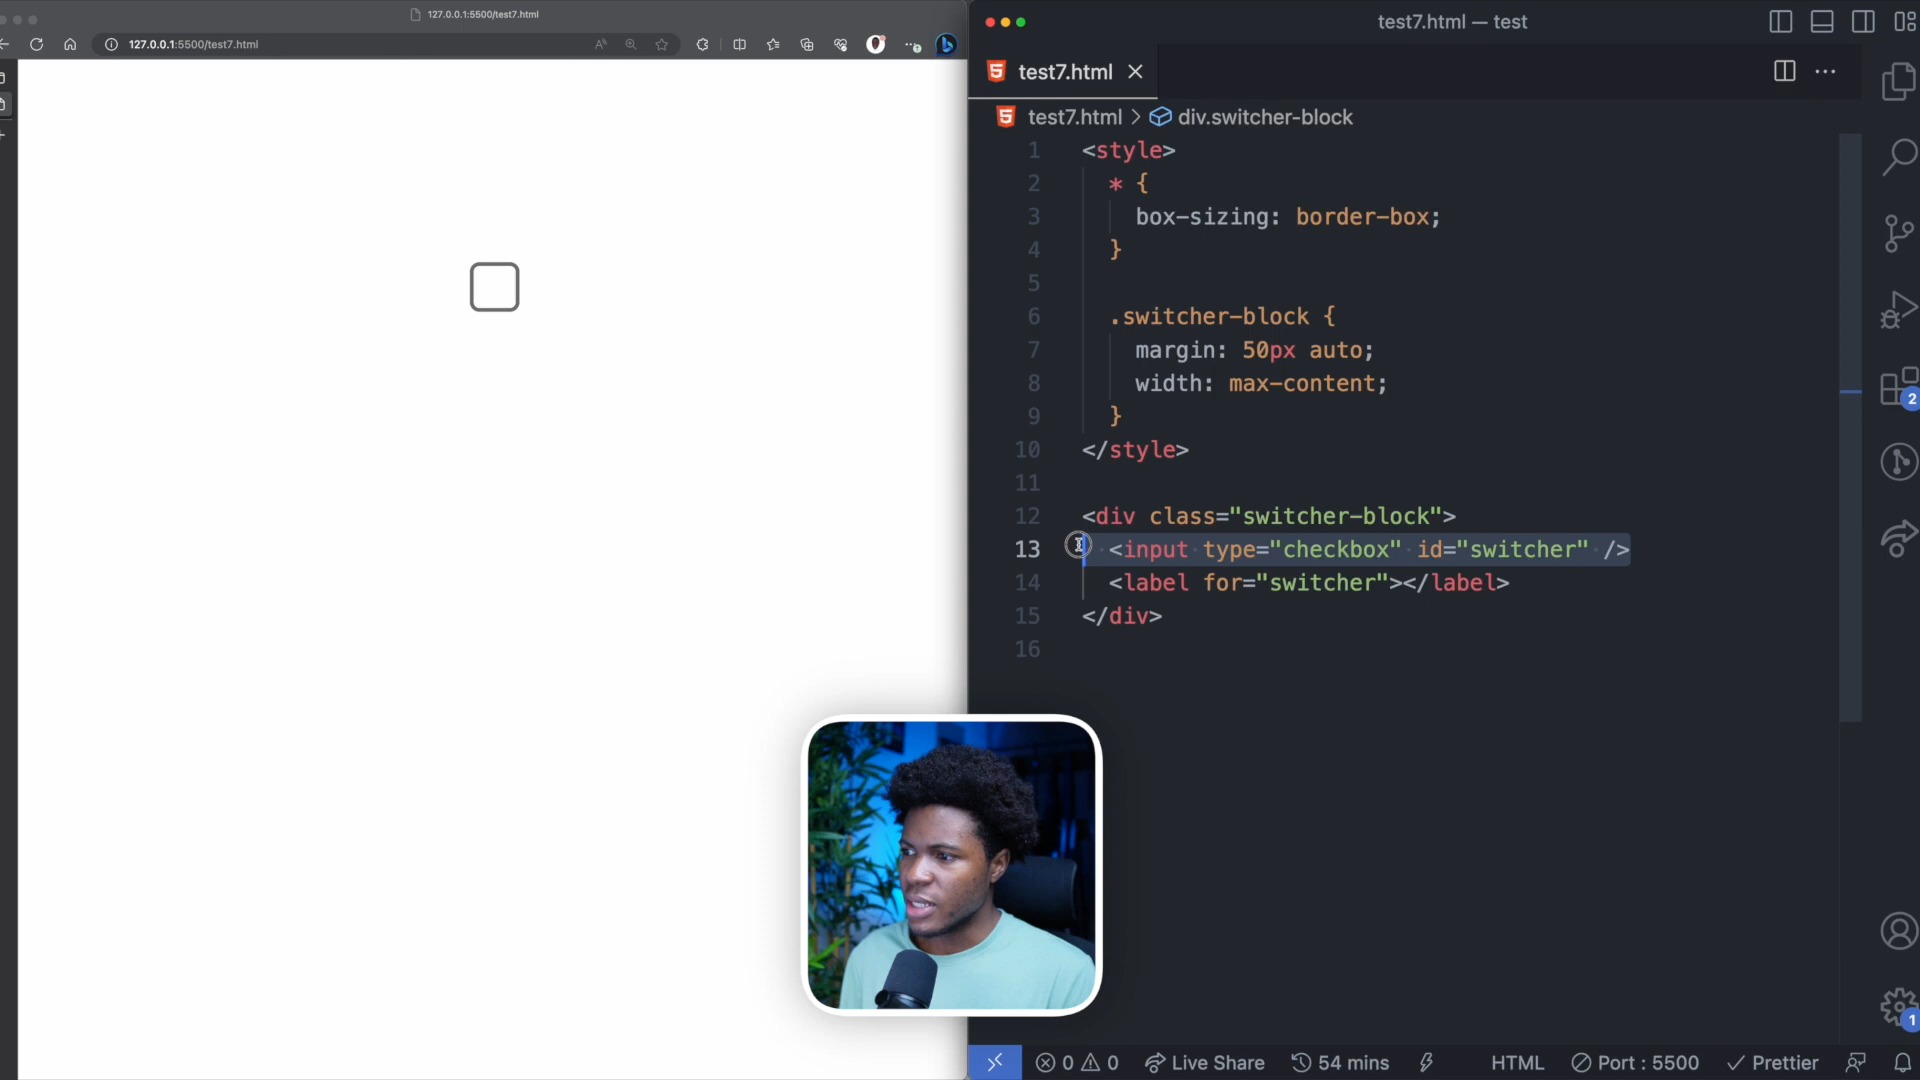 127.0.0.1:5500/test7.html
127.0.0.1:5500/test7.html
test7.html — test
test7.html
test7.html > div.switcher-block
1 <style>
2 * {
3 box-sizing: border-box;
4 }
5
6 .switcher-block {
7 margin: 50px auto;
8 width: max-content;
9 }
10 </style>
11
12 <div class="switcher-block">
13 <input type="checkbox" id="switcher" />
14 <label for="switcher"></label>
15 </div>
16
2
1
0 0 Live Share 54 mins HTML Port : 5500 Prettier